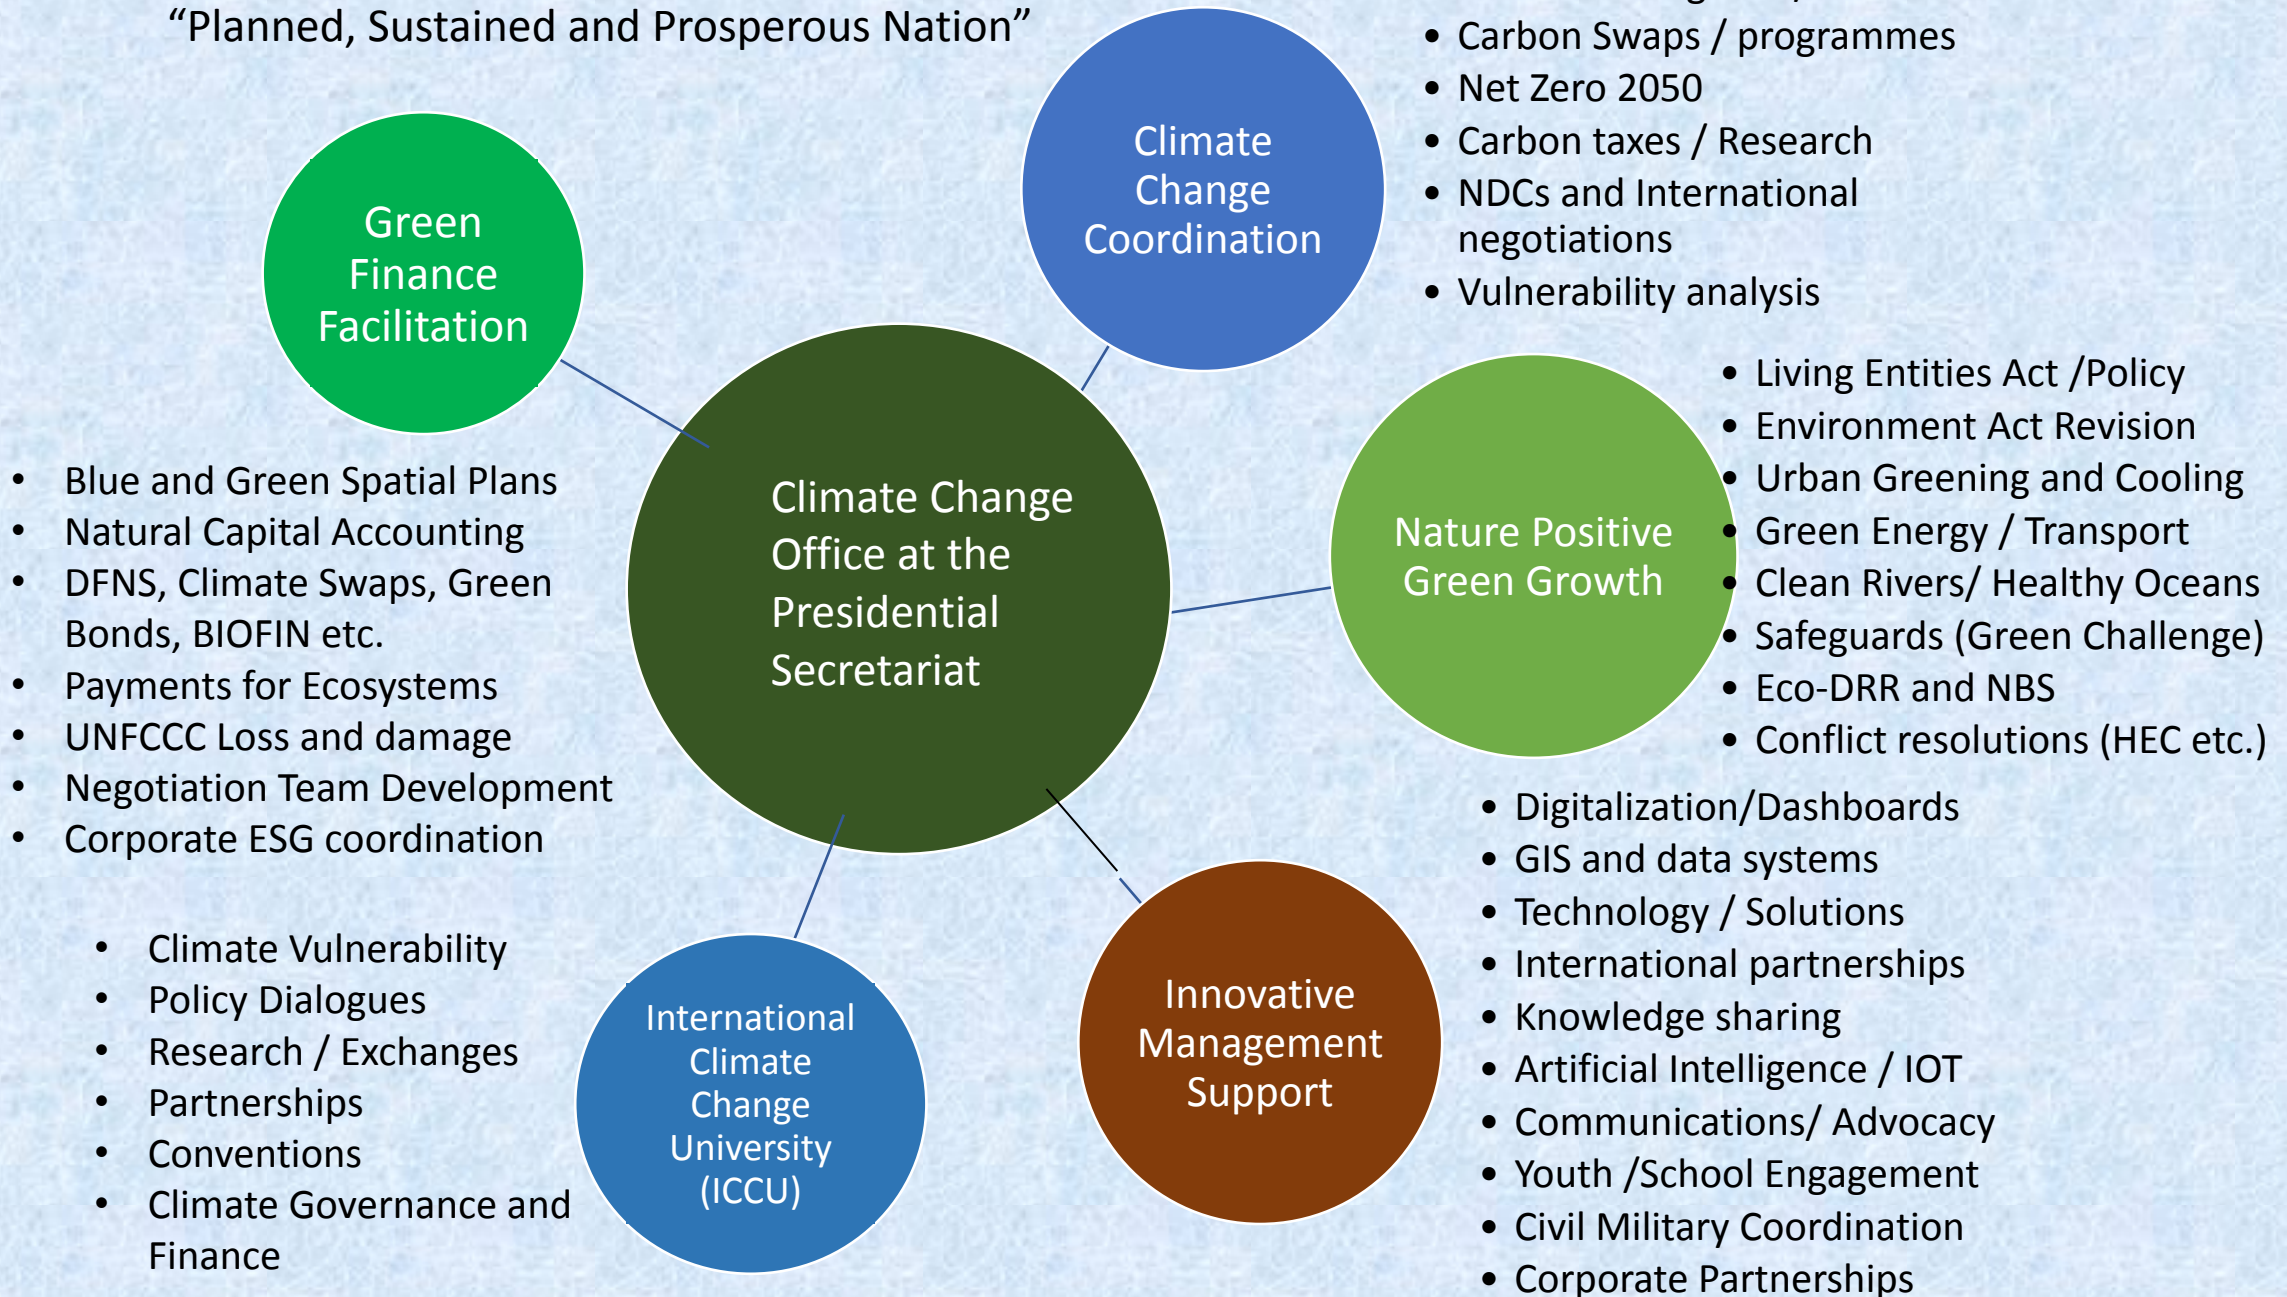 “Planned, Sustained and Prosperous Nation”
Climate
Change
Coordination
• Carbon Swaps / programmes
• Net Zero 2050
• Carbon taxes / Research
• NDCs and International
negotiations
• Vulnerability analysis
Green
Finance
Facilitation
• Blue and Green Spatial Plans
• Natural Capital Accounting
• DFNS, Climate Swaps, Green
Bonds, BIOFIN etc.
• Payments for Ecosystems
• UNFCCC Loss and damage
• Negotiation Team Development
• Corporate ESG coordination
Climate Change
Office at the
Presidential
Secretariat
Nature Positive
Green Growth
• Living Entities Act /Policy
• Environment Act Revision
• Urban Greening and Cooling
• Green Energy / Transport
• Clean Rivers/ Healthy Oceans
• Safeguards (Green Challenge)
• Eco-DRR and NBS
• Conflict resolutions (HEC etc.)
• Climate Vulnerability
• Policy Dialogues
• Research / Exchanges
• Partnerships
• Conventions
• Climate Governance and
Finance
International
Climate
Change
University
(ICCU)
Innovative
Management
Support
• Digitalization/Dashboards
• GIS and data systems
• Technology / Solutions
• International partnerships
• Knowledge sharing
• Artificial Intelligence / IOT
• Communications/ Advocacy
• Youth /School Engagement
• Civil Military Coordination
• Corporate Partnerships